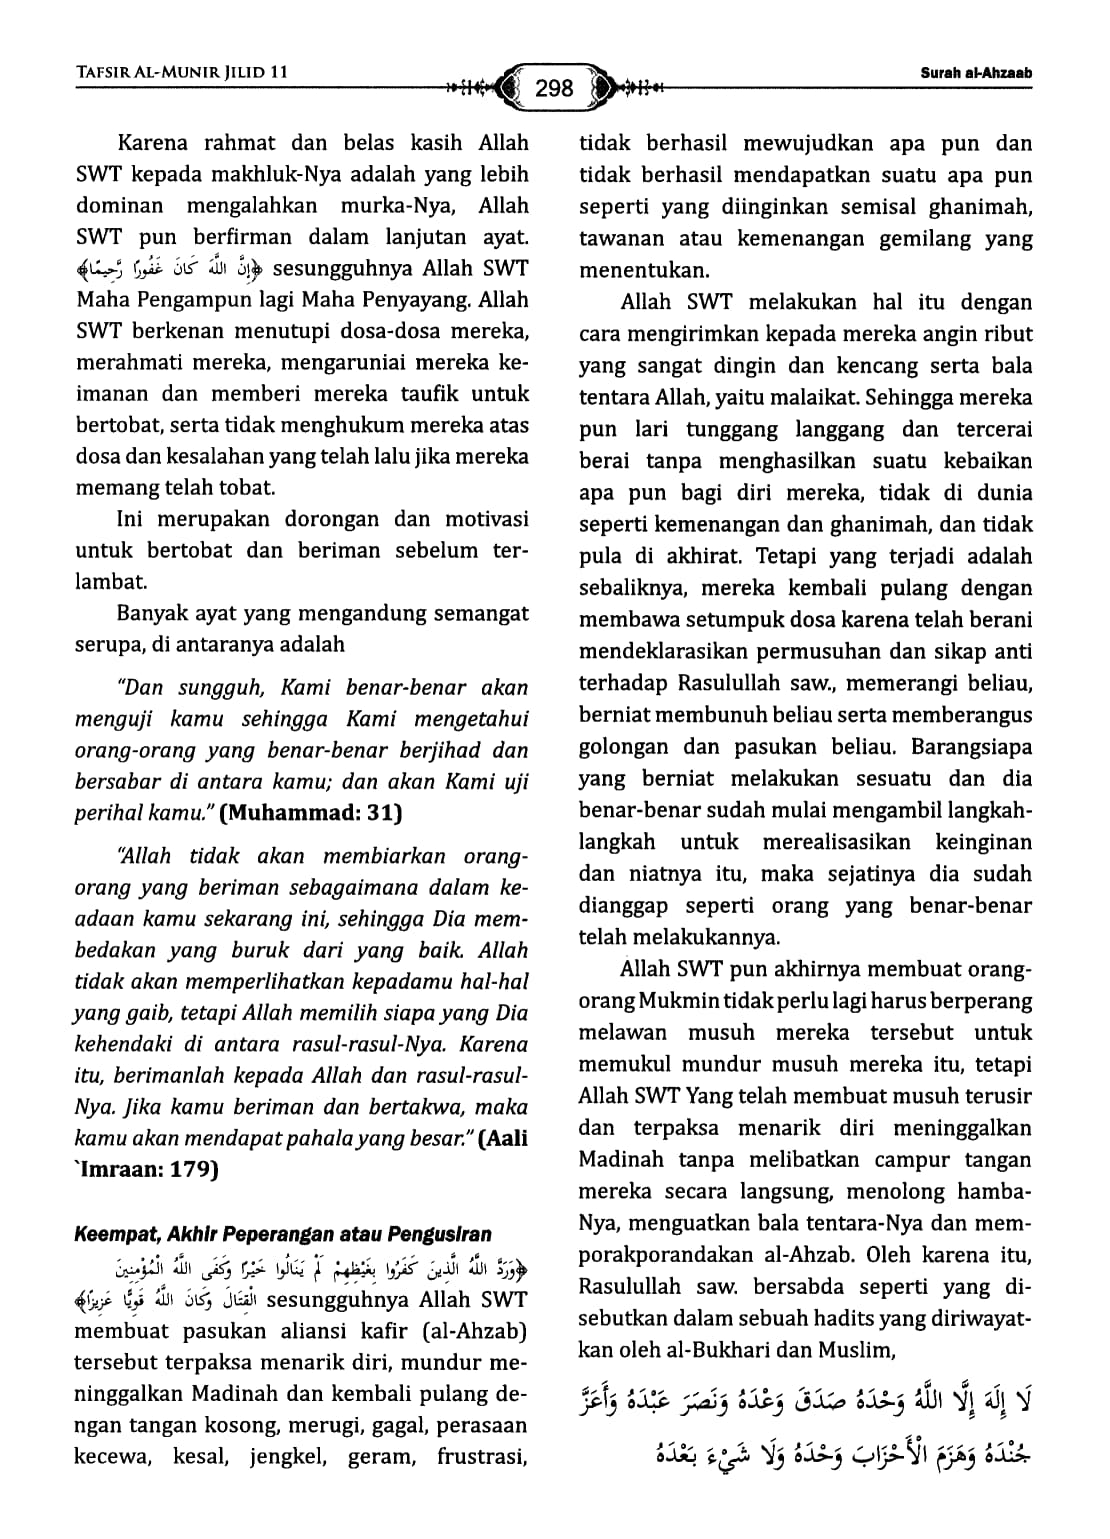 TAFSIR AL-MUNIR JILID 11
298
Surah al-Ahzaab
Karena rahmat dan belas kasih Allah
SWT kepada makhluk-Nya adalah yang lebih
dominan mengalahkan murka-Nya, Allah
SWT pun berfirman dalam lanjutan ayat.
﴿إِنَّ اللَّهَ كَانَ غَفُورًا رَّحِيمًا﴾ sesungguhnya Allah SWT
Maha Pengampun lagi Maha Penyayang. Allah
SWT berkenan menutupi dosa-dosa mereka,
merahmati mereka, mengaruniai mereka ke-
imanan dan memberi mereka taufik untuk
bertobat, serta tidak menghukum mereka atas
dosa dan kesalahan yang telah lalu jika mereka
memang telah tobat.
Ini merupakan dorongan dan motivasi
untuk bertobat dan beriman sebelum ter-
lambat.
Banyak ayat yang mengandung semangat
serupa, di antaranya adalah
“Dan sungguh, Kami benar-benar akan
menguji kamu sehingga Kami mengetahui
orang-orang yang benar-benar berjihad dan
bersabar di antara kamu; dan akan Kami uji
perihal kamu.” (Muhammad: 31)
“Allah tidak akan membiarkan orang-
orang yang beriman sebagaimana dalam ke-
adaan kamu sekarang ini, sehingga Dia mem-
bedakan yang buruk dari yang baik. Allah
tidak akan memperlihatkan kepadamu hal-hal
yang gaib, tetapi Allah memilih siapa yang Dia
kehendaki di antara rasul-rasul-Nya. Karena
itu, berimanlah kepada Allah dan rasul-rasul-
Nya. Jika kamu beriman dan bertakwa, maka
kamu akan mendapat pahala yang besar.” (Aali
`Imraan: 179)
Keempat, Akhir Peperangan atau Pengusiran
﴿وَرَدَّ اللَّهُ الَّذِينَ كَفَرُوا بِغَيْظِهِمْ لَمْ يَنَالُوا خَيْرًا وَكَفَى اللَّهُ الْمُؤْمِنِينَ
الْقِتَالَ وَكَانَ اللَّهُ قَوِيًّا عَزِيزًا﴾ sesungguhnya Allah SWT
membuat pasukan aliansi kafir (al-Ahzab)
tersebut terpaksa menarik diri, mundur me-
ninggalkan Madinah dan kembali pulang de-
ngan tangan kosong, merugi, gagal, perasaan
kecewa, kesal, jengkel, geram, frustrasi,
tidak berhasil mewujudkan apa pun dan
tidak berhasil mendapatkan suatu apa pun
seperti yang diinginkan semisal ghanimah,
tawanan atau kemenangan gemilang yang
menentukan.
Allah SWT melakukan hal itu dengan
cara mengirimkan kepada mereka angin ribut
yang sangat dingin dan kencang serta bala
tentara Allah, yaitu malaikat. Sehingga mereka
pun lari tunggang langgang dan tercerai
berai tanpa menghasilkan suatu kebaikan
apa pun bagi diri mereka, tidak di dunia
seperti kemenangan dan ghanimah, dan tidak
pula di akhirat. Tetapi yang terjadi adalah
sebaliknya, mereka kembali pulang dengan
membawa setumpuk dosa karena telah berani
mendeklarasikan permusuhan dan sikap anti
terhadap Rasulullah saw., memerangi beliau,
berniat membunuh beliau serta memberangus
golongan dan pasukan beliau. Barangsiapa
yang berniat melakukan sesuatu dan dia
benar-benar sudah mulai mengambil langkah-
langkah untuk merealisasikan keinginan
dan niatnya itu, maka sejatinya dia sudah
dianggap seperti orang yang benar-benar
telah melakukannya.
Allah SWT pun akhirnya membuat orang-
orang Mukmin tidak perlu lagi harus berperang
melawan musuh mereka tersebut untuk
memukul mundur musuh mereka itu, tetapi
Allah SWT Yang telah membuat musuh terusir
dan terpaksa menarik diri meninggalkan
Madinah tanpa melibatkan campur tangan
mereka secara langsung, menolong hamba-
Nya, menguatkan bala tentara-Nya dan mem-
porakporandakan al-Ahzab. Oleh karena itu,
Rasulullah saw. bersabda seperti yang di-
sebutkan dalam sebuah hadits yang diriwayat-
kan oleh al-Bukhari dan Muslim,
لَا إِلَهَ إِلَّا اللَّهُ وَحْدَهُ صَدَقَ وَعْدَهُ وَنَصَرَ عَبْدَهُ وَأَعَزَّ
جُنْدَهُ وَهَزَمَ الْأَحْزَابَ وَحْدَهُ وَلَا شَيْءَ بَعْدَهُ